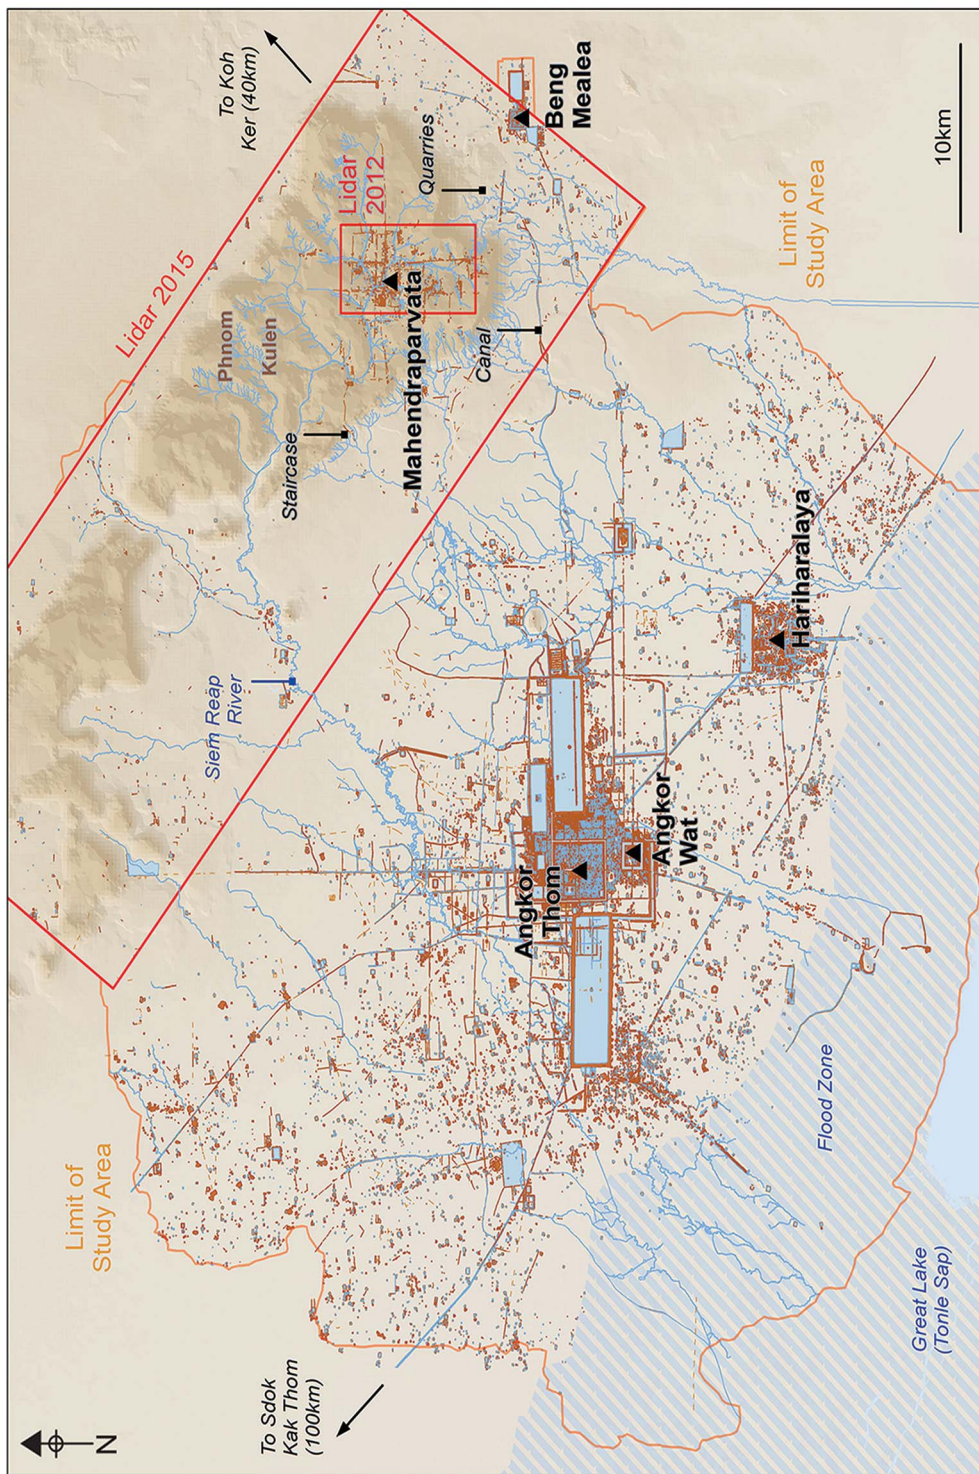 N
To Koh
Ker (40km)
Lidar 2015
Phnom
Kulen
Lidar
2012
Mahendraparvata
Staircase
Quarries
Canal
Beng
Mealea
Siem Reap
River
Limit of
Study Area
Limit of
Study Area
To Sdok
Kak Thom
(100km)
Angkor
Thom
Angkor
Wat
Hariharalaya
Flood Zone
Great Lake
(Tonle Sap)
10km